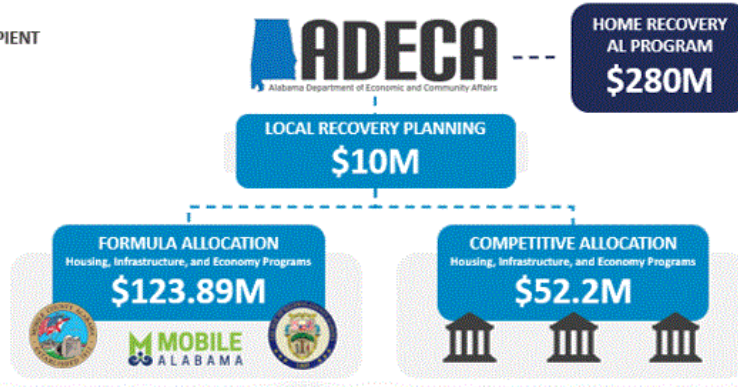 PIENT
ADECA
Alabama Department of Economic and Community Affairs
HOME RECOVERY
AL PROGRAM
$280M
LOCAL RECOVERY PLANNING
$10M
FORMULA ALLOCATION
Housing, Infrastructure, and Economy Programs
$123.89M
MOBILE
ALABAMA
COMPETITIVE ALLOCATION
Housing, Infrastructure, and Economy Programs
$52.2M